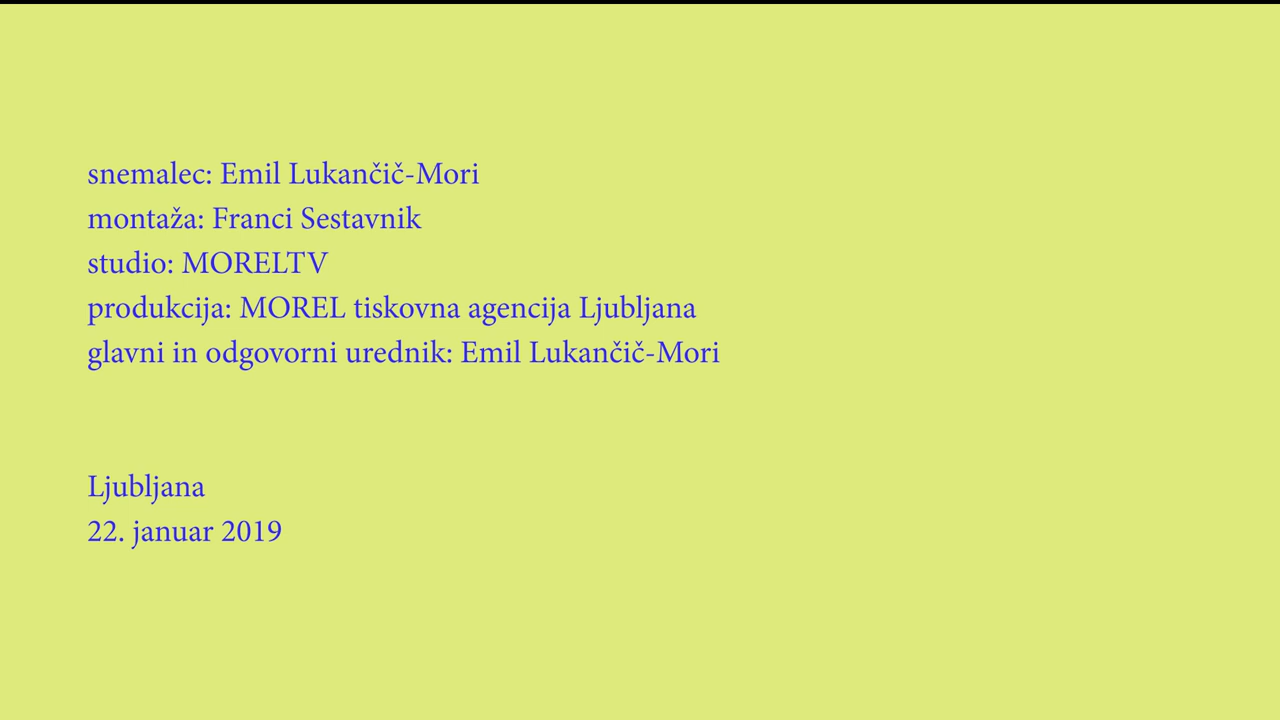 snemalec: Emil Lukančič-Mori
montaža: Franci Sestavnik
studio: MORELTV
produkcija: MOREL tiskovna agencija Ljubljana
glavni in odgovorni urednik: Emil Lukančič-Mori
Ljubljana
22. januar 2019